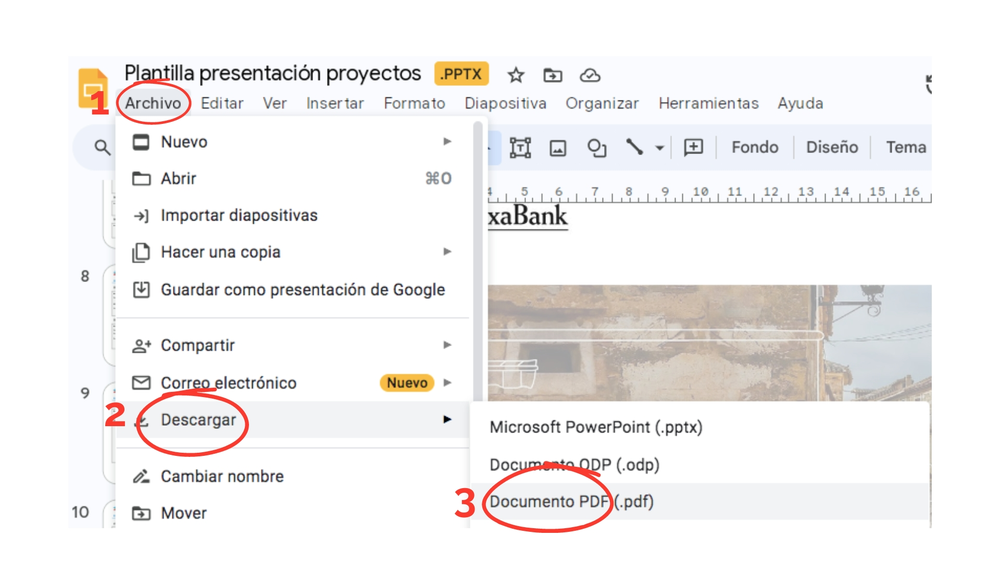 Plantilla presentación proyectos .PPTX
1 Archivo Editar Ver Insertar Formato Diapositiva Organizar Herramientas Ayuda
Fondo Diseño Tema
Nuevo
Abrir ⌘O
4 5 6 7 8 9 10 11 12 13 14 15 16
Importar diapositivas
xaBank
Hacer una copia
8
Guardar como presentación de Google
Compartir
Correo electrónico Nuevo
9
2 Descargar
Microsoft PowerPoint (.pptx)
Documento ODP (.odp)
3 Documento PDF (.pdf)
Cambiar nombre
10
Mover